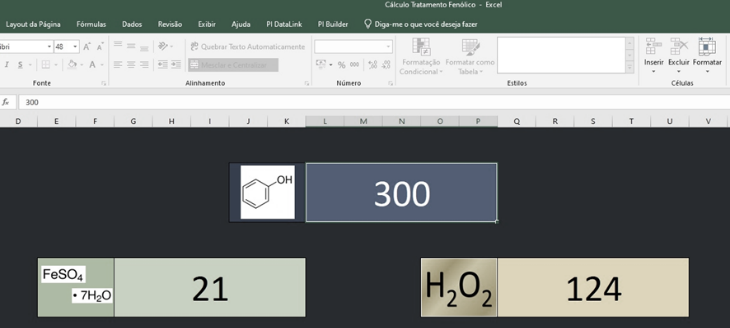 Cálculo Tratamento Fenólico - Excel
Layout da Página Fórmulas Dados Revisão Exibir Ajuda PI DataLink PI Builder Diga-me o que você deseja fazer
48 A A Quebrar Texto Automaticamente
I S A Mesclar e Centralizar % 000 Formatação Condicional Formatar como Tabela Inserir Excluir Formatar
Fonte Alinhamento Número Estilos Células
fx 300
D E F G H I J K L M N O P Q R S T U V
OH 300
FeSO4
• 7H2O
21
H2O2 124